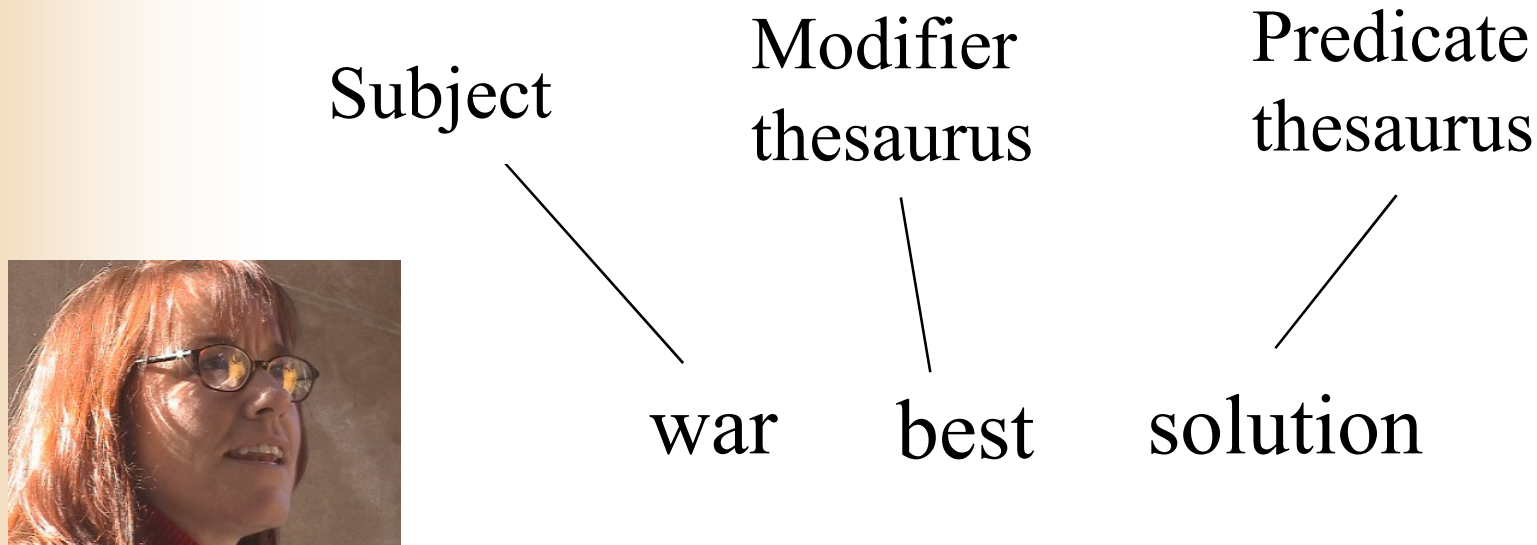 Subject
Modifier
thesaurus
Predicate
thesaurus
war best solution